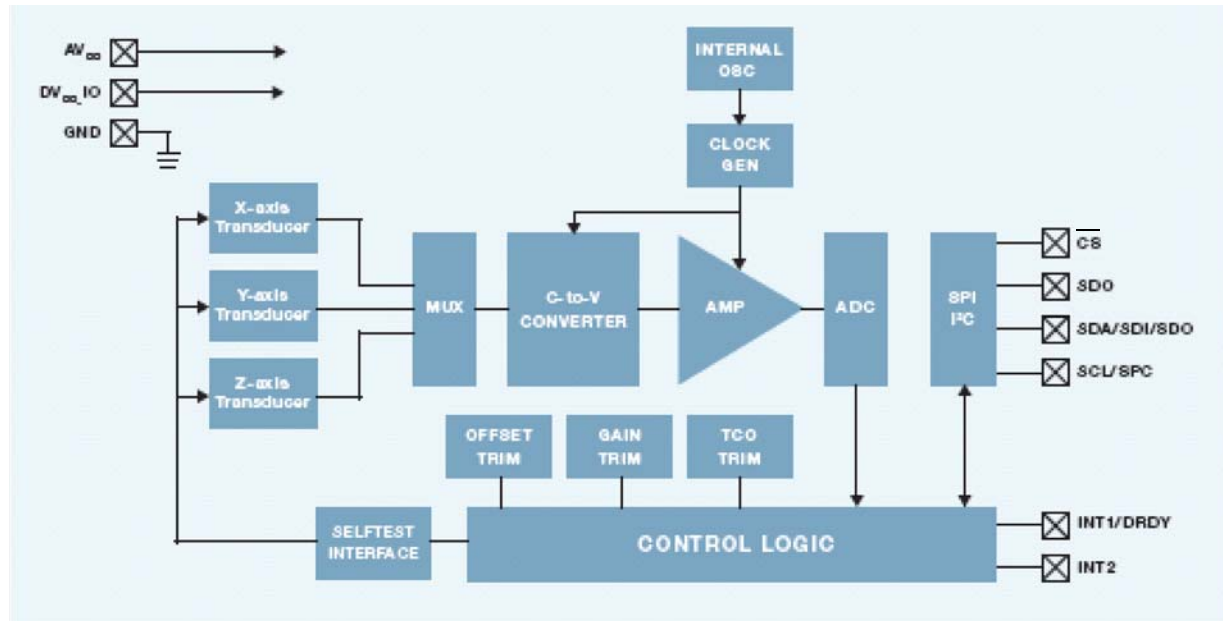 AVDD
DVDD_IO
GND
INTERNAL
OSC
CLOCK
GEN
X-axis
Transducer
Y-axis
Transducer
Z-axis
Transducer
MUX
C-to-V
CONVERTER
AMP
ADC
SPI
I²C
C̅S̅
SDO
SDA/SDI/SDO
SCL/SPC
OFFSET
TRIM
GAIN
TRIM
TCO
TRIM
SELFTEST
INTERFACE
CONTROL LOGIC
INT1/DRDY
INT2